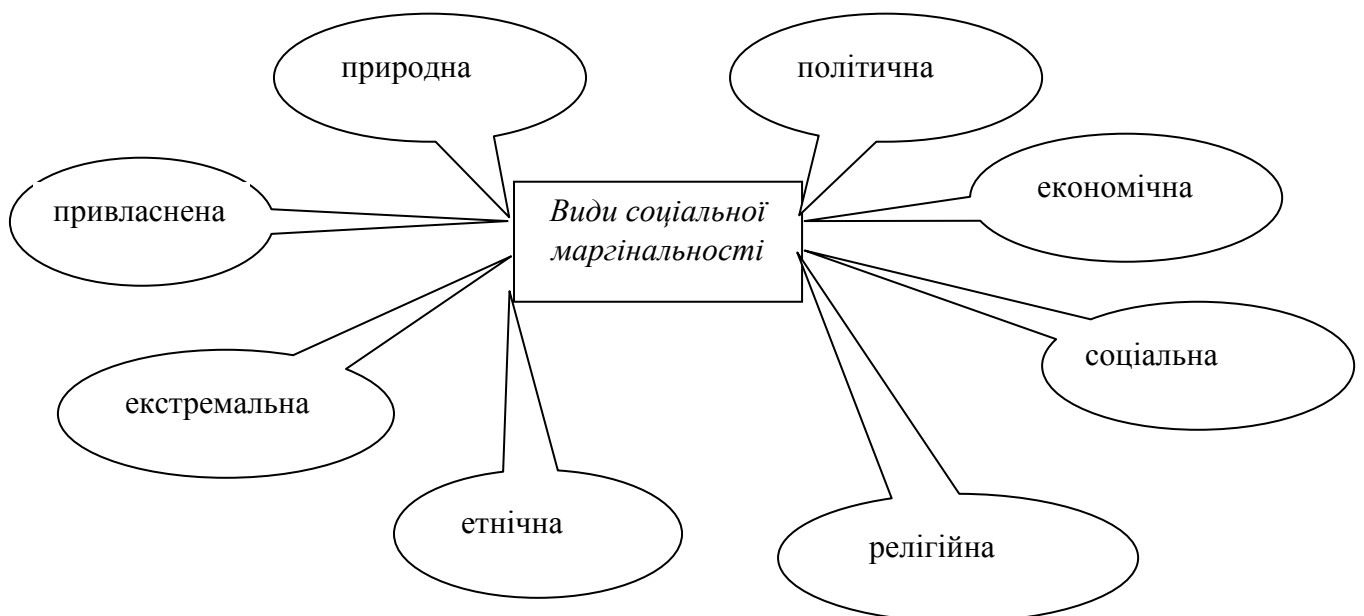 природна
політична
економічна
привласнена
Види соціальної
маргінальності
соціальна
екстремальна
етнічна
релігійна